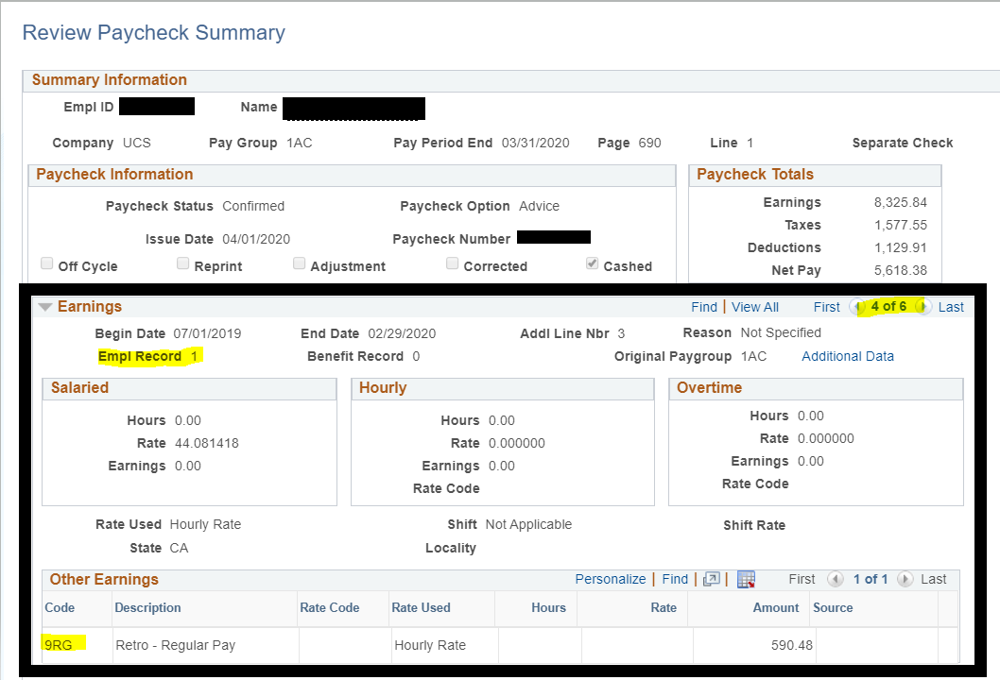 Review Paycheck Summary
Summary Information
Empl ID Name
Company UCS Pay Group 1AC Pay Period End 03/31/2020 Page 690 Line 1 Separate Check
Paycheck Information Paycheck Totals
Paycheck Status Confirmed Paycheck Option Advice Earnings 8,325.84
Taxes 1,577.55
Issue Date 04/01/2020 Paycheck Number Deductions 1,129.91
Off Cycle Reprint Adjustment Corrected Cashed Net Pay 5,618.38
Earnings Find | View All First 4 of 6 Last
Begin Date 07/01/2019 End Date 02/29/2020 Addl Line Nbr 3 Reason Not Specified
Empl Record 1 Benefit Record 0 Original Paygroup 1AC Additional Data
Salaried Hourly Overtime
Hours 0.00 Hours 0.00 Hours 0.00
Rate 44.081418 Rate 0.000000 Rate 0.000000
Earnings 0.00 Earnings 0.00 Earnings 0.00
Rate Code Rate Code
Rate Used Hourly Rate Shift Not Applicable Shift Rate
State CA Locality
Other Earnings Personalize | Find | | First 1 of 1 Last
Code Description Rate Code Rate Used Hours Rate Amount Source
9RG Retro - Regular Pay Hourly Rate 590.48